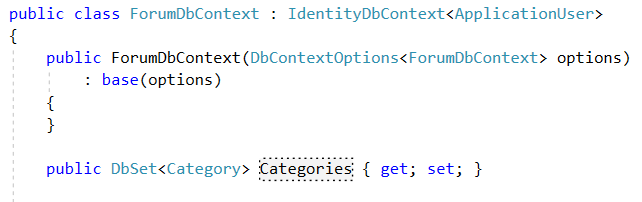 public class ForumDbContext : IdentityDbContext<ApplicationUser>
{
public ForumDbContext(DbContextOptions<ForumDbContext> options)
: base(options)
{
}
public DbSet<Category> Categories { get; set; }